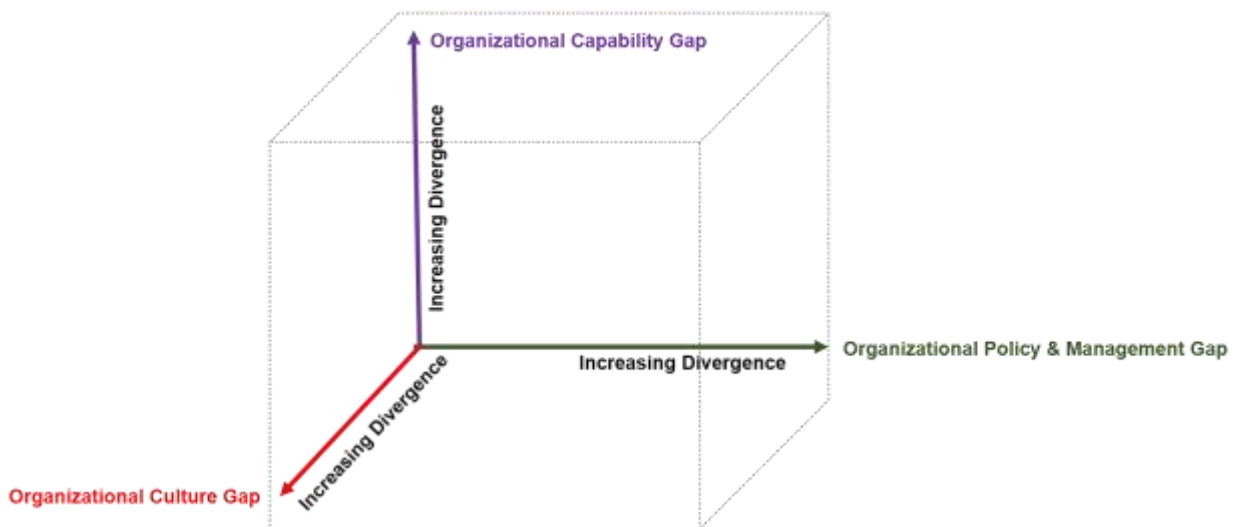 Organizational Capability Gap
Increasing Divergence
Organizational Policy & Management Gap
Increasing Divergence
Increasing Divergence
Organizational Culture Gap